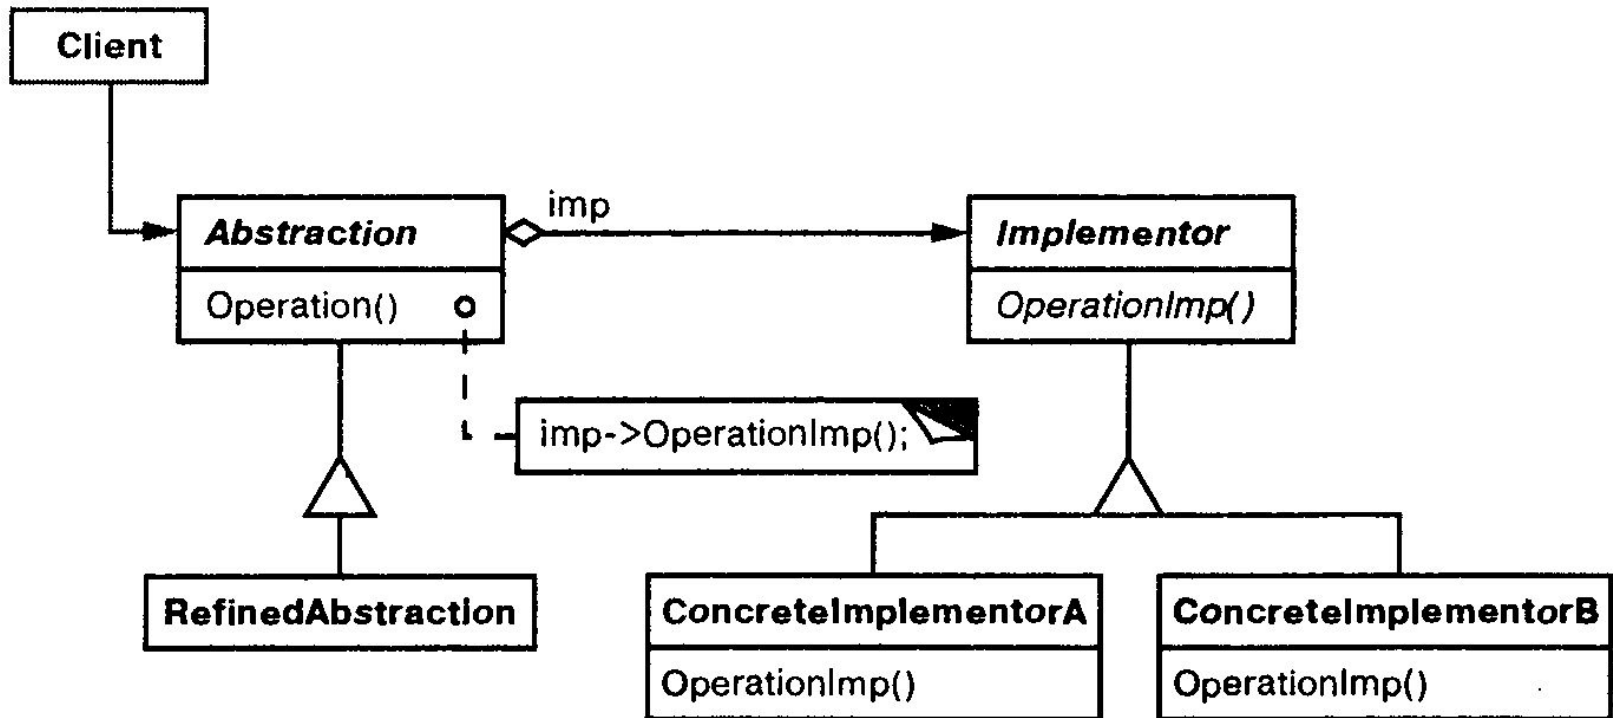 Client
imp
Abstraction
Implementor
Operation()
OperationImp()
imp->OperationImp();
RefinedAbstraction
ConcreteImplementorA
ConcreteImplementorB
OperationImp()
OperationImp()